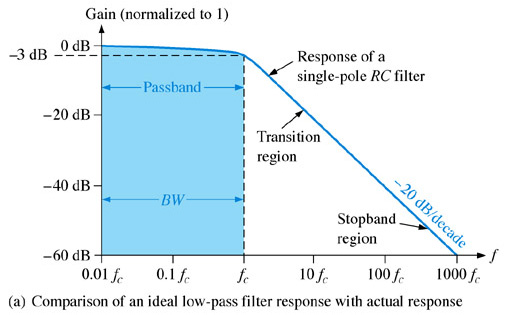 Gain (normalized to 1)
0 dB
−3 dB
Response of a
single-pole RC filter
Passband
−20 dB
Transition
region
−40 dB
BW
−20 dB/decade
Stopband
region
−60 dB
f
0.01 fc
0.1 fc
fc
10 fc
100 fc
1000 fc
(a) Comparison of an ideal low-pass filter response with actual response